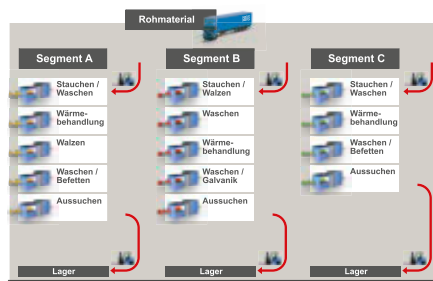 Rohmaterial
Segment A
Stauchen /
Waschen
Wärme-
behandlung
Walzen
Waschen /
Befetten
Aussuchen
Lager
Segment B
Stauchen /
Walzen
Waschen
Wärme-
behandlung
Waschen /
Galvanik
Aussuchen
Lager
Segment C
Stauchen /
Waschen
Wärme-
behandlung
Waschen /
Befetten
Aussuchen
Lager